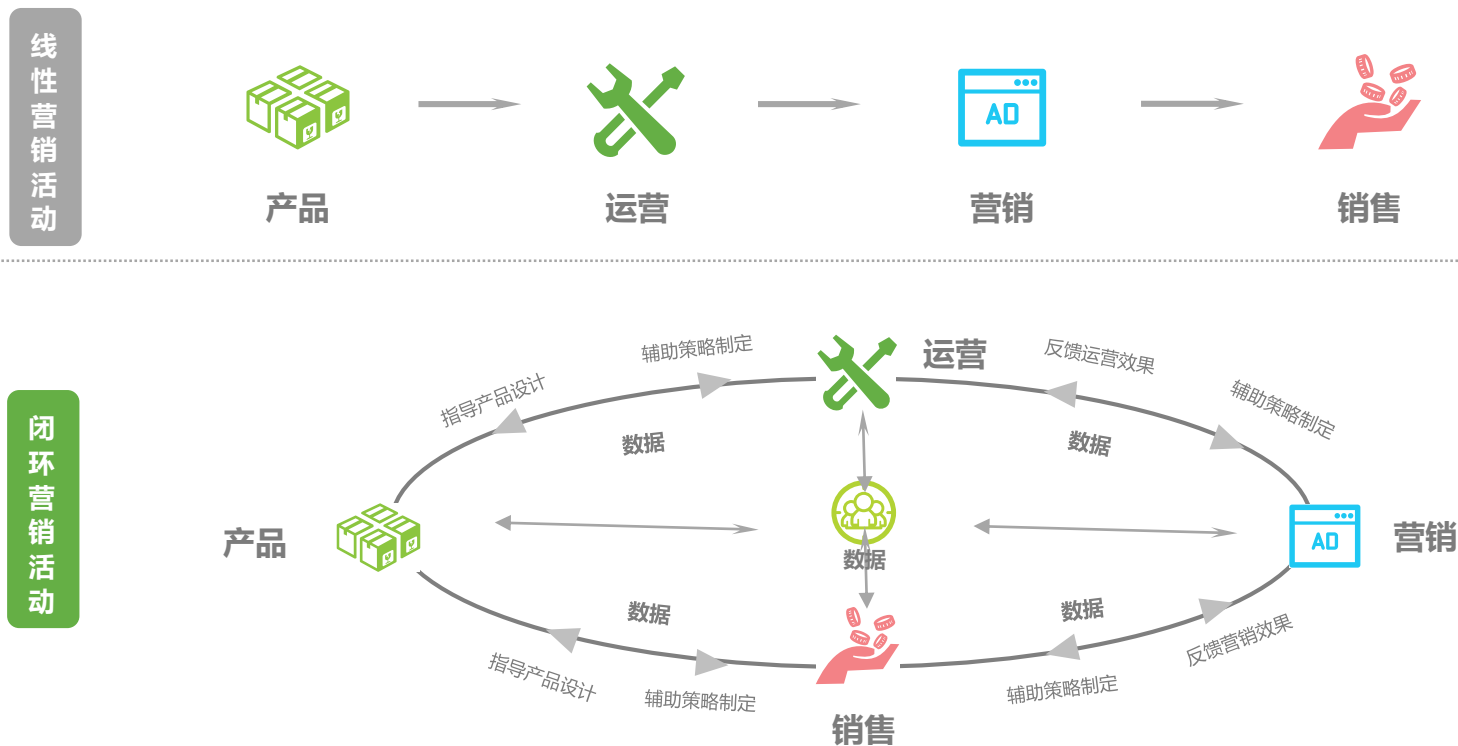 线性营销活动
产品
运营
营销
销售
AD
闭环营销活动
辅助策略制定
运营
反馈运营效果
指导产品设计
辅助策略制定
数据
数据
产品
数据
AD
营销
数据
数据
指导产品设计
辅助策略制定
辅助策略制定
反馈营销效果
销售